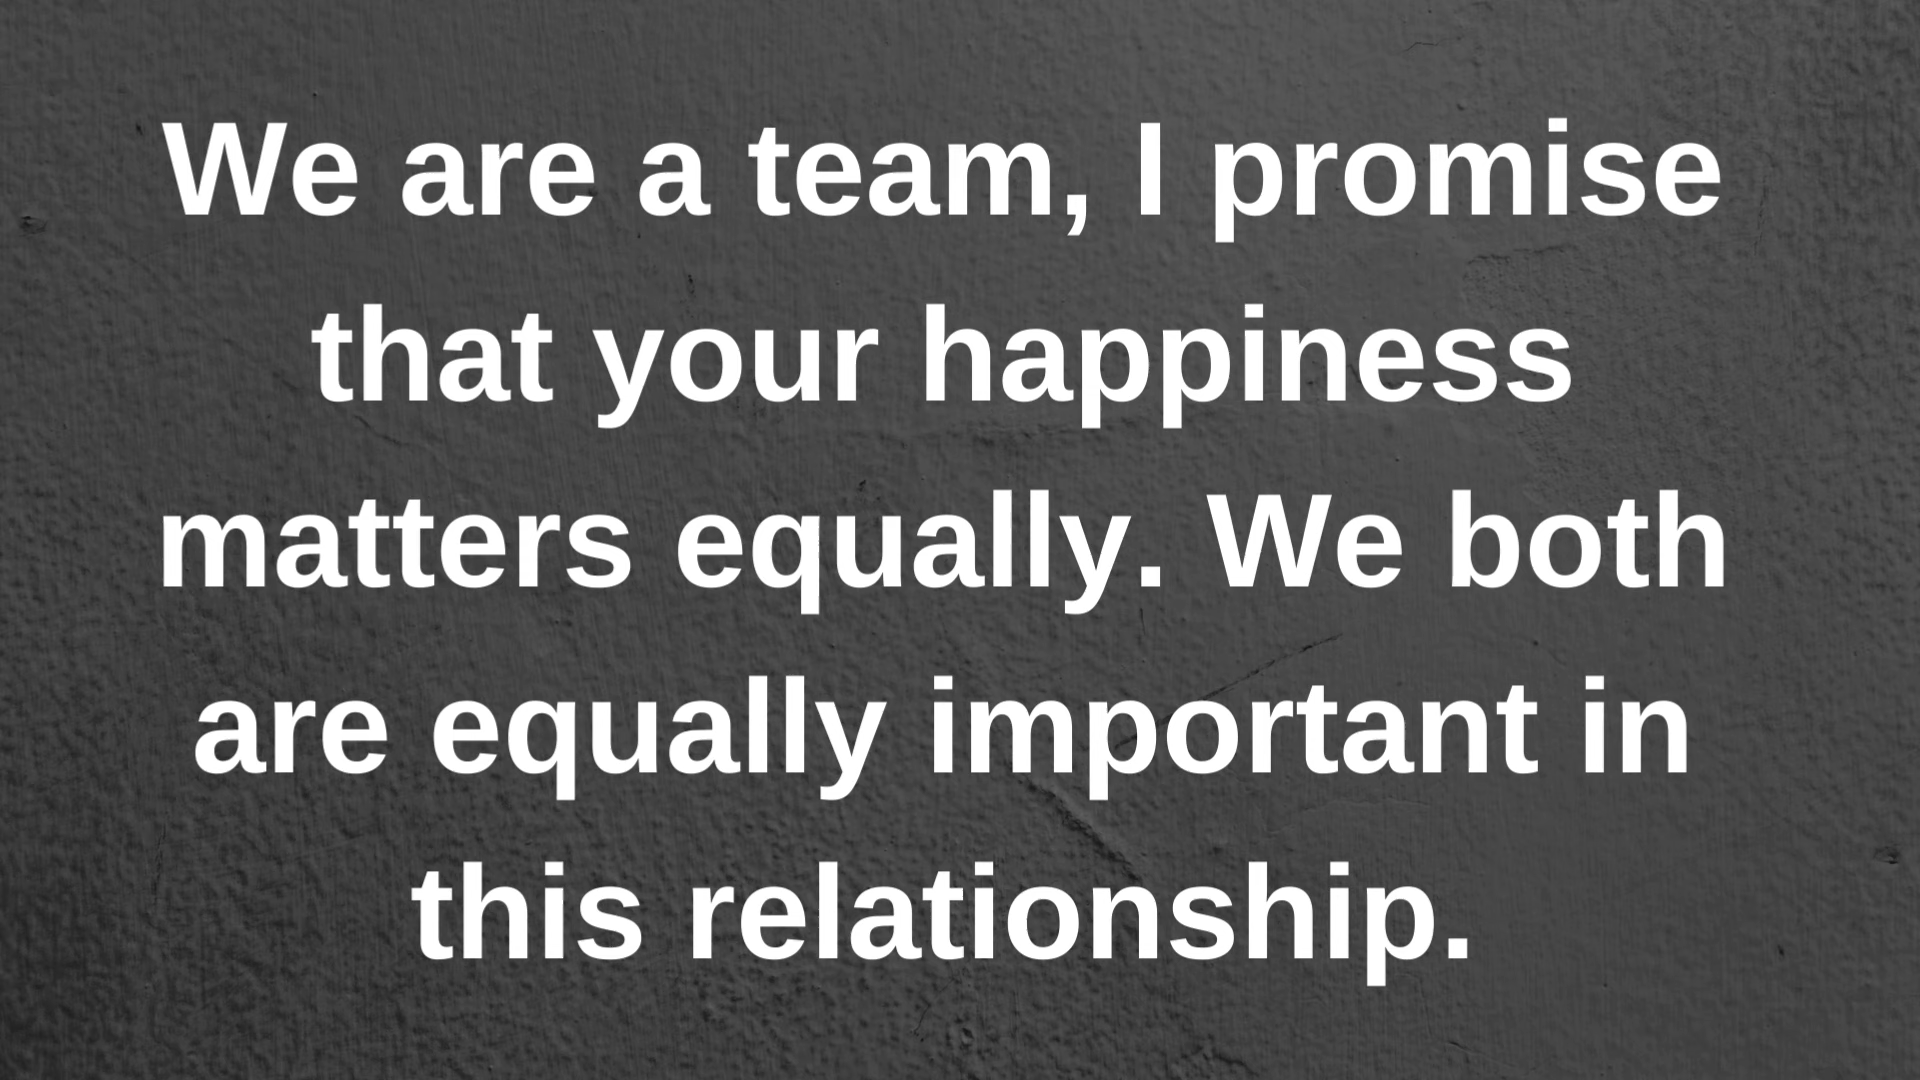 We are a team, I promise
that your happiness
matters equally. We both
are equally important in
this relationship.